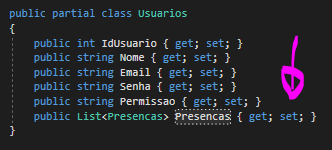 public partial class Usuarios
{
public int IdUsuario { get; set; }
public string Nome { get; set; }
public string Email { get; set; }
public string Senha { get; set; }
public string Permissao { get; set; }
public List<Presencas> Presencas { get; set; }
}